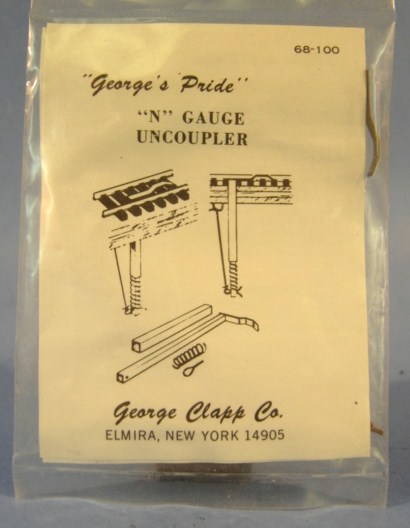 68-100
"George's Pride"
"N" GAUGE
UNCOUPLER
George Clapp Co.
ELMIRA, NEW YORK 14905